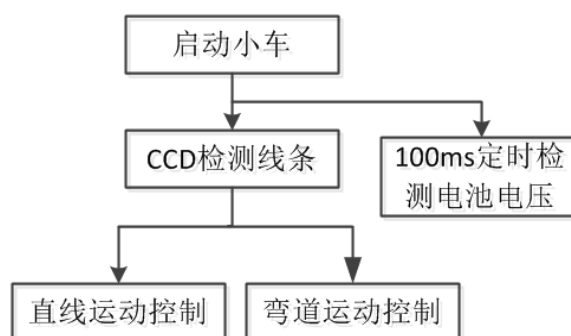 启动小车
CCD检测线条
100ms定时检
测电池电压
直线运动控制
弯道运动控制